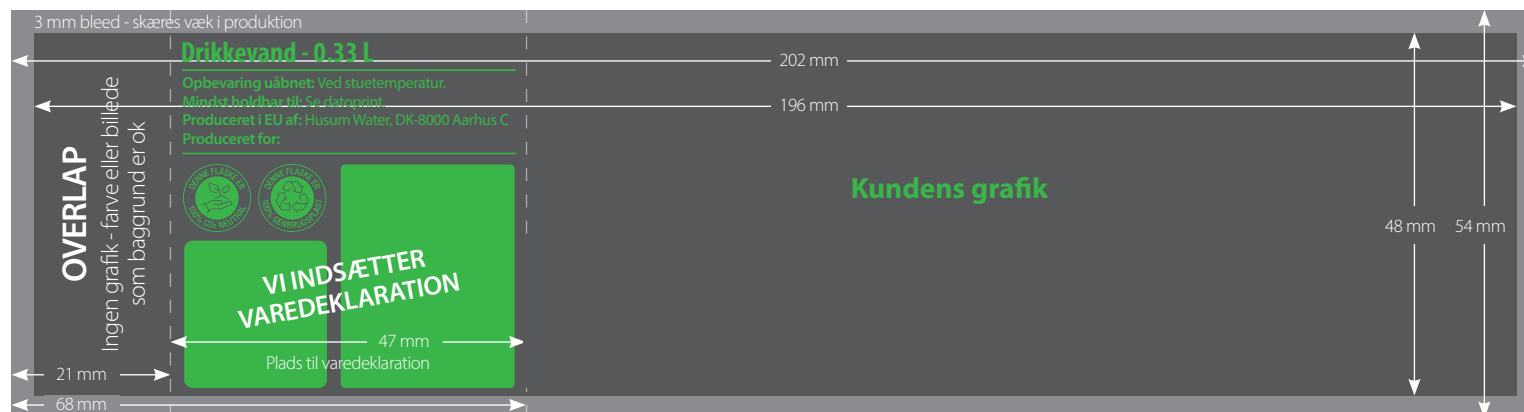 3 mm bleed - skæres væk i produktion
OVERLAP
Ingen grafik - farve eller billede
som baggrund er ok
Drikkevand - 0.33 L
Opbevaring uåbnet: Ved stuetemperatur.
Mindst holdbar til: Se datoprint.
Produceret i EU af: Husum Water, DK-8000 Aarhus C
Produceret for:
DENNE FLASKE ER
100% CO₂ NEUTRAL
DENNE FLASKE ER
100% GENBRUGSPLAST
VI INDSÆTTER
VAREDEKLARATION
47 mm
Plads til varedeklaration
21 mm
68 mm
202 mm
196 mm
Kundens grafik
48 mm
54 mm